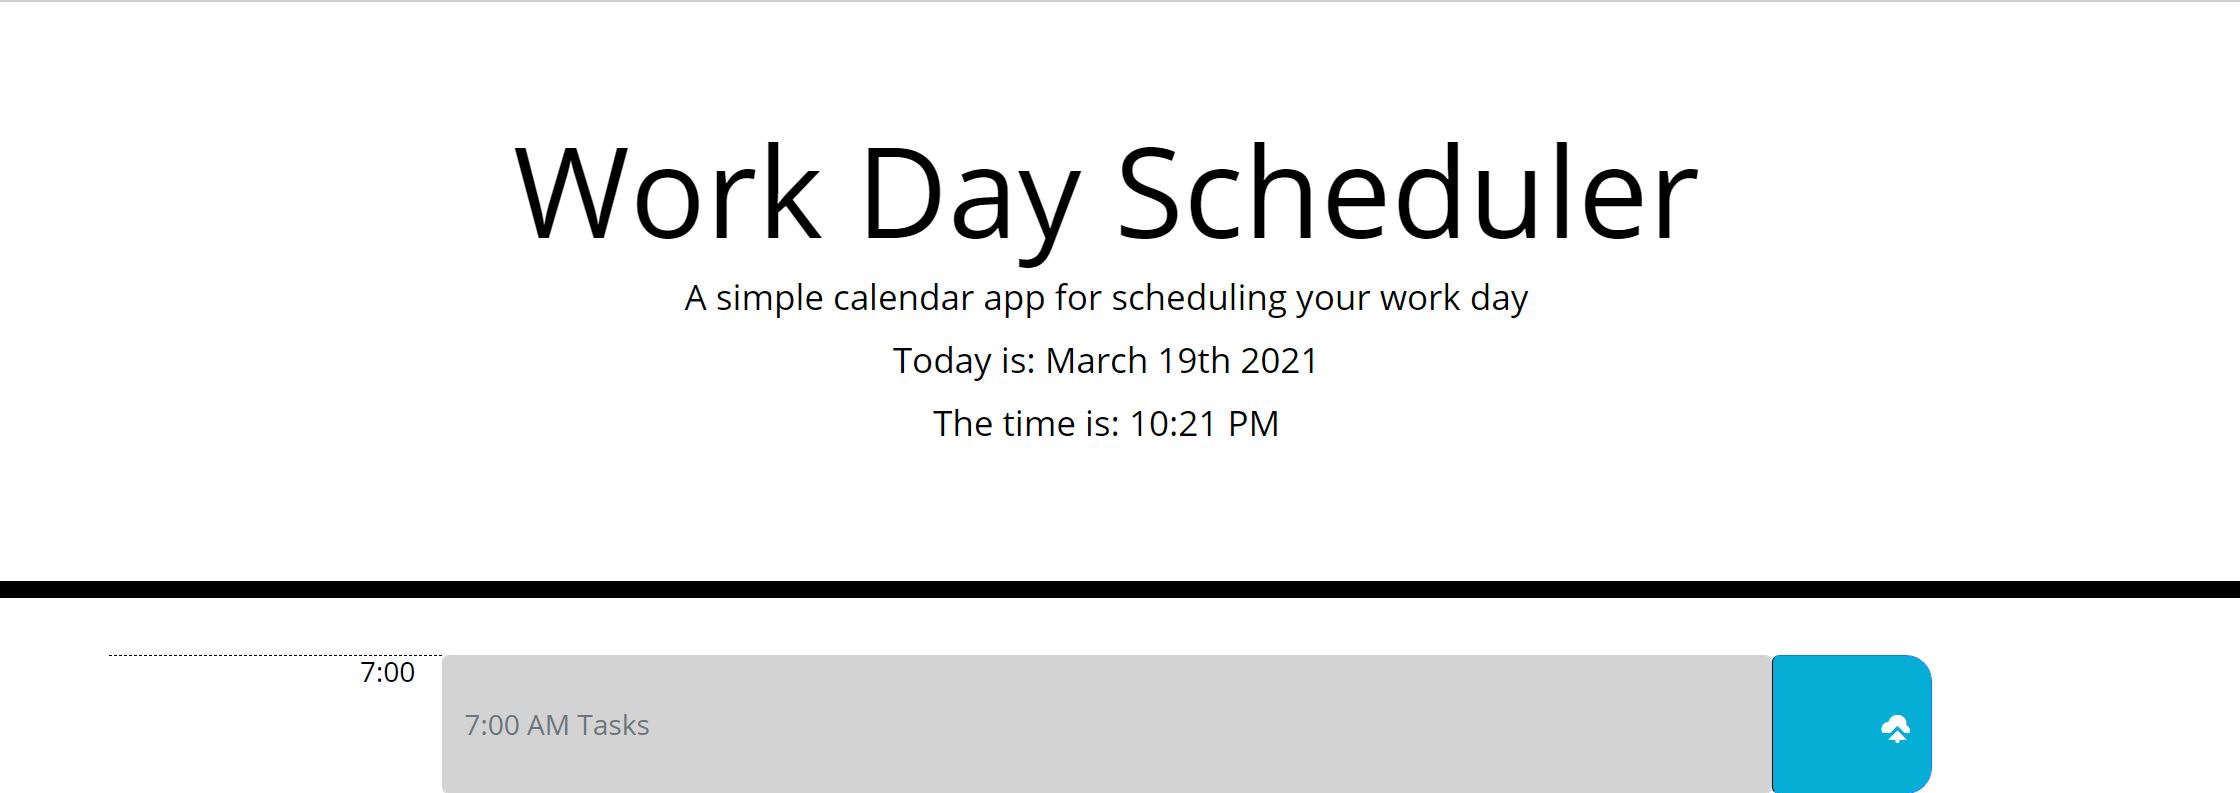 Work Day Scheduler
A simple calendar app for scheduling your work day
Today is: March 19th 2021
The time is: 10:21 PM
7:00
7:00 AM Tasks